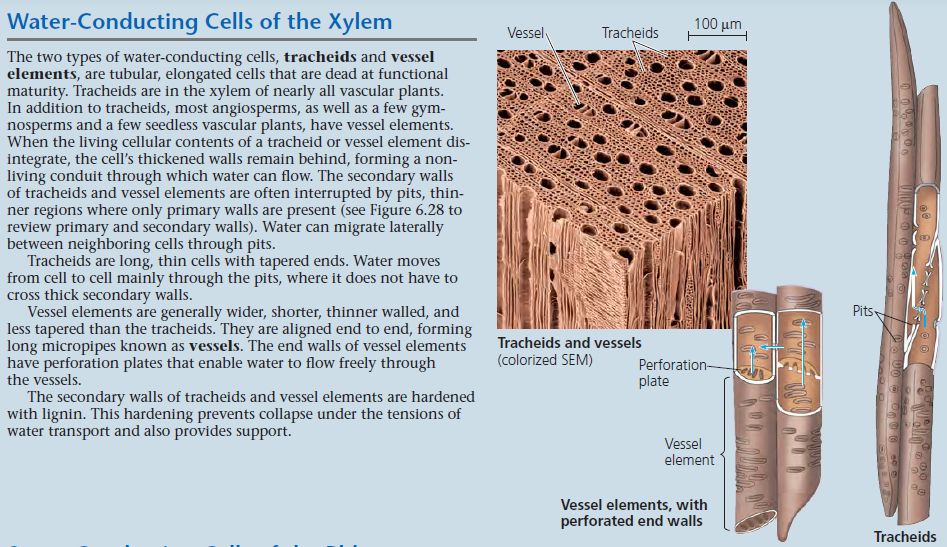 Water-Conducting Cells of the Xylem
The two types of water-conducting cells, tracheids and vessel
elements, are tubular, elongated cells that are dead at functional
maturity. Tracheids are in the xylem of nearly all vascular plants.
In addition to tracheids, most angiosperms, as well as a few gym-
nosperms and a few seedless vascular plants, have vessel elements.
When the living cellular contents of a tracheid or vessel element dis-
integrate, the cell's thickened walls remain behind, forming a non-
living conduit through which water can flow. The secondary walls
of tracheids and vessel elements are often interrupted by pits, thin-
ner regions where only primary walls are present (see Figure 6.28 to
review primary and secondary walls). Water can migrate laterally
between neighboring cells through pits.
Tracheids are long, thin cells with tapered ends. Water moves
from cell to cell mainly through the pits, where it does not have to
cross thick secondary walls.
Vessel elements are generally wider, shorter, thinner walled, and
less tapered than the tracheids. They are aligned end to end, forming
long micropipes known as vessels. The end walls of vessel elements
have perforation plates that enable water to flow freely through
the vessels.
The secondary walls of tracheids and vessel elements are hardened
with lignin. This hardening prevents collapse under the tensions of
water transport and also provides support.
Vessel
Tracheids
100 µm
Tracheids and vessels
(colorized SEM)
Perforation
plate
Vessel
element
Vessel elements, with
perforated end walls
Pits
Tracheids